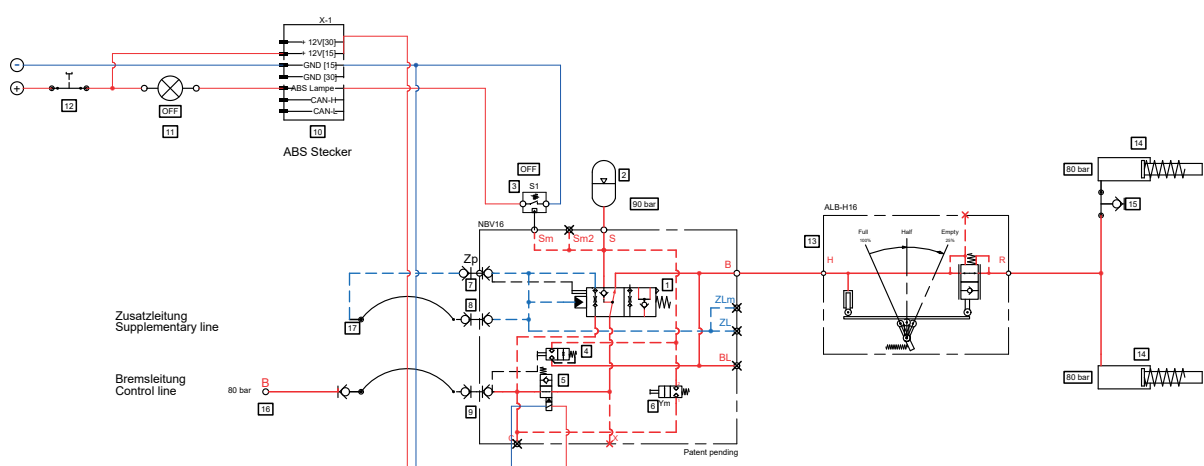 X-1
+ 12V[30]
+ 12V[15]
GND [15]
GND [30]
ABS Lampe
CAN-H
CAN-L
-
+
12
OFF
11
10
ABS Stecker
OFF
3
S1
2
90 bar
NBV16
Sm
Sm2
S
Zp
7
1
B
ZLm
ZL
8
17
Zusatzleitung
Supplementary line
4
BL
5
Bremsleitung
Control line
80 bar
B
16
9
6
Ym
C
X
Patent pending
ALB-H16
13
Full
100%
Half
Empty
25%
H
R
14
80 bar
15
14
80 bar